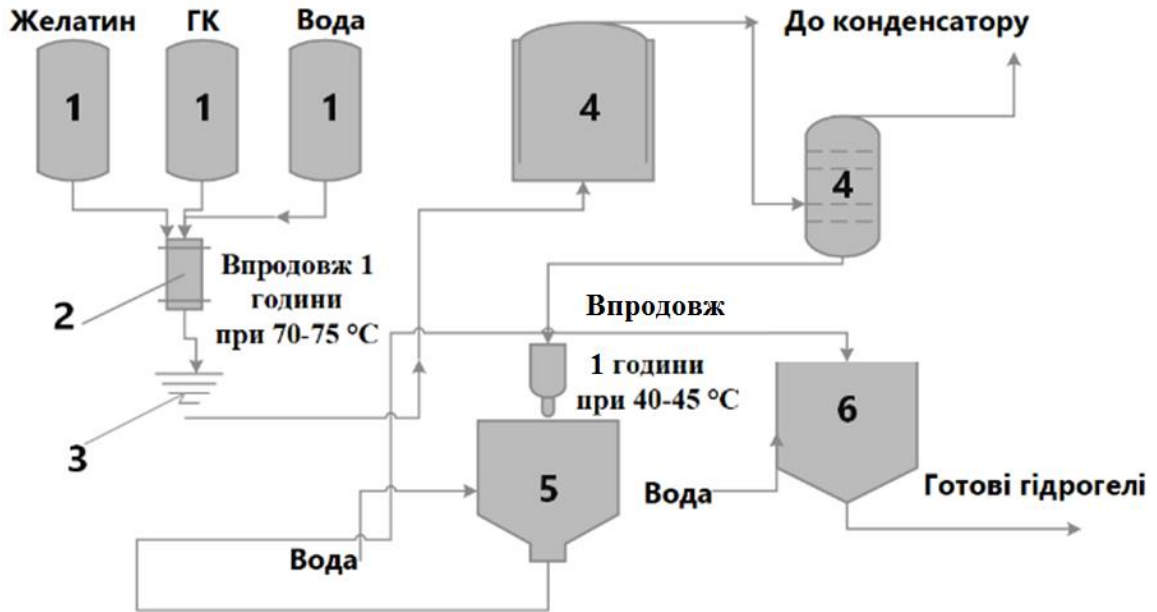 Желатин
ГК
Вода
До конденсатору
1
1
1
4
4
Впродовж 1
години
при 70-75 °C
2
Впродовж
1 години
при 40-45 °C
3
5
6
Вода
Вода
Готові гідрогелі